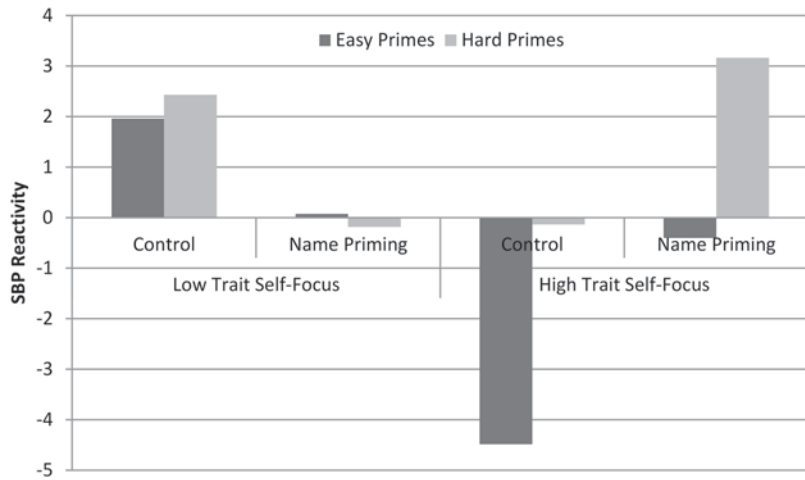 4
Easy Primes Hard Primes
3
2
1
0
Control Name Priming Control Name Priming
-1
Low Trait Self-Focus High Trait Self-Focus
-2
-3
-4
-5
SBP Reactivity